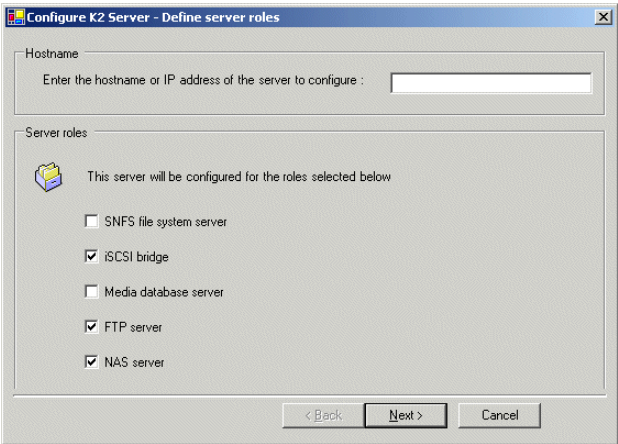 Configure K2 Server - Define server roles
Hostname
Enter the hostname or IP address of the server to configure :
Server roles
This server will be configured for the roles selected below
SNFS file system server
iSCSI bridge
Media database server
FTP server
NAS server
< Back Next > Cancel